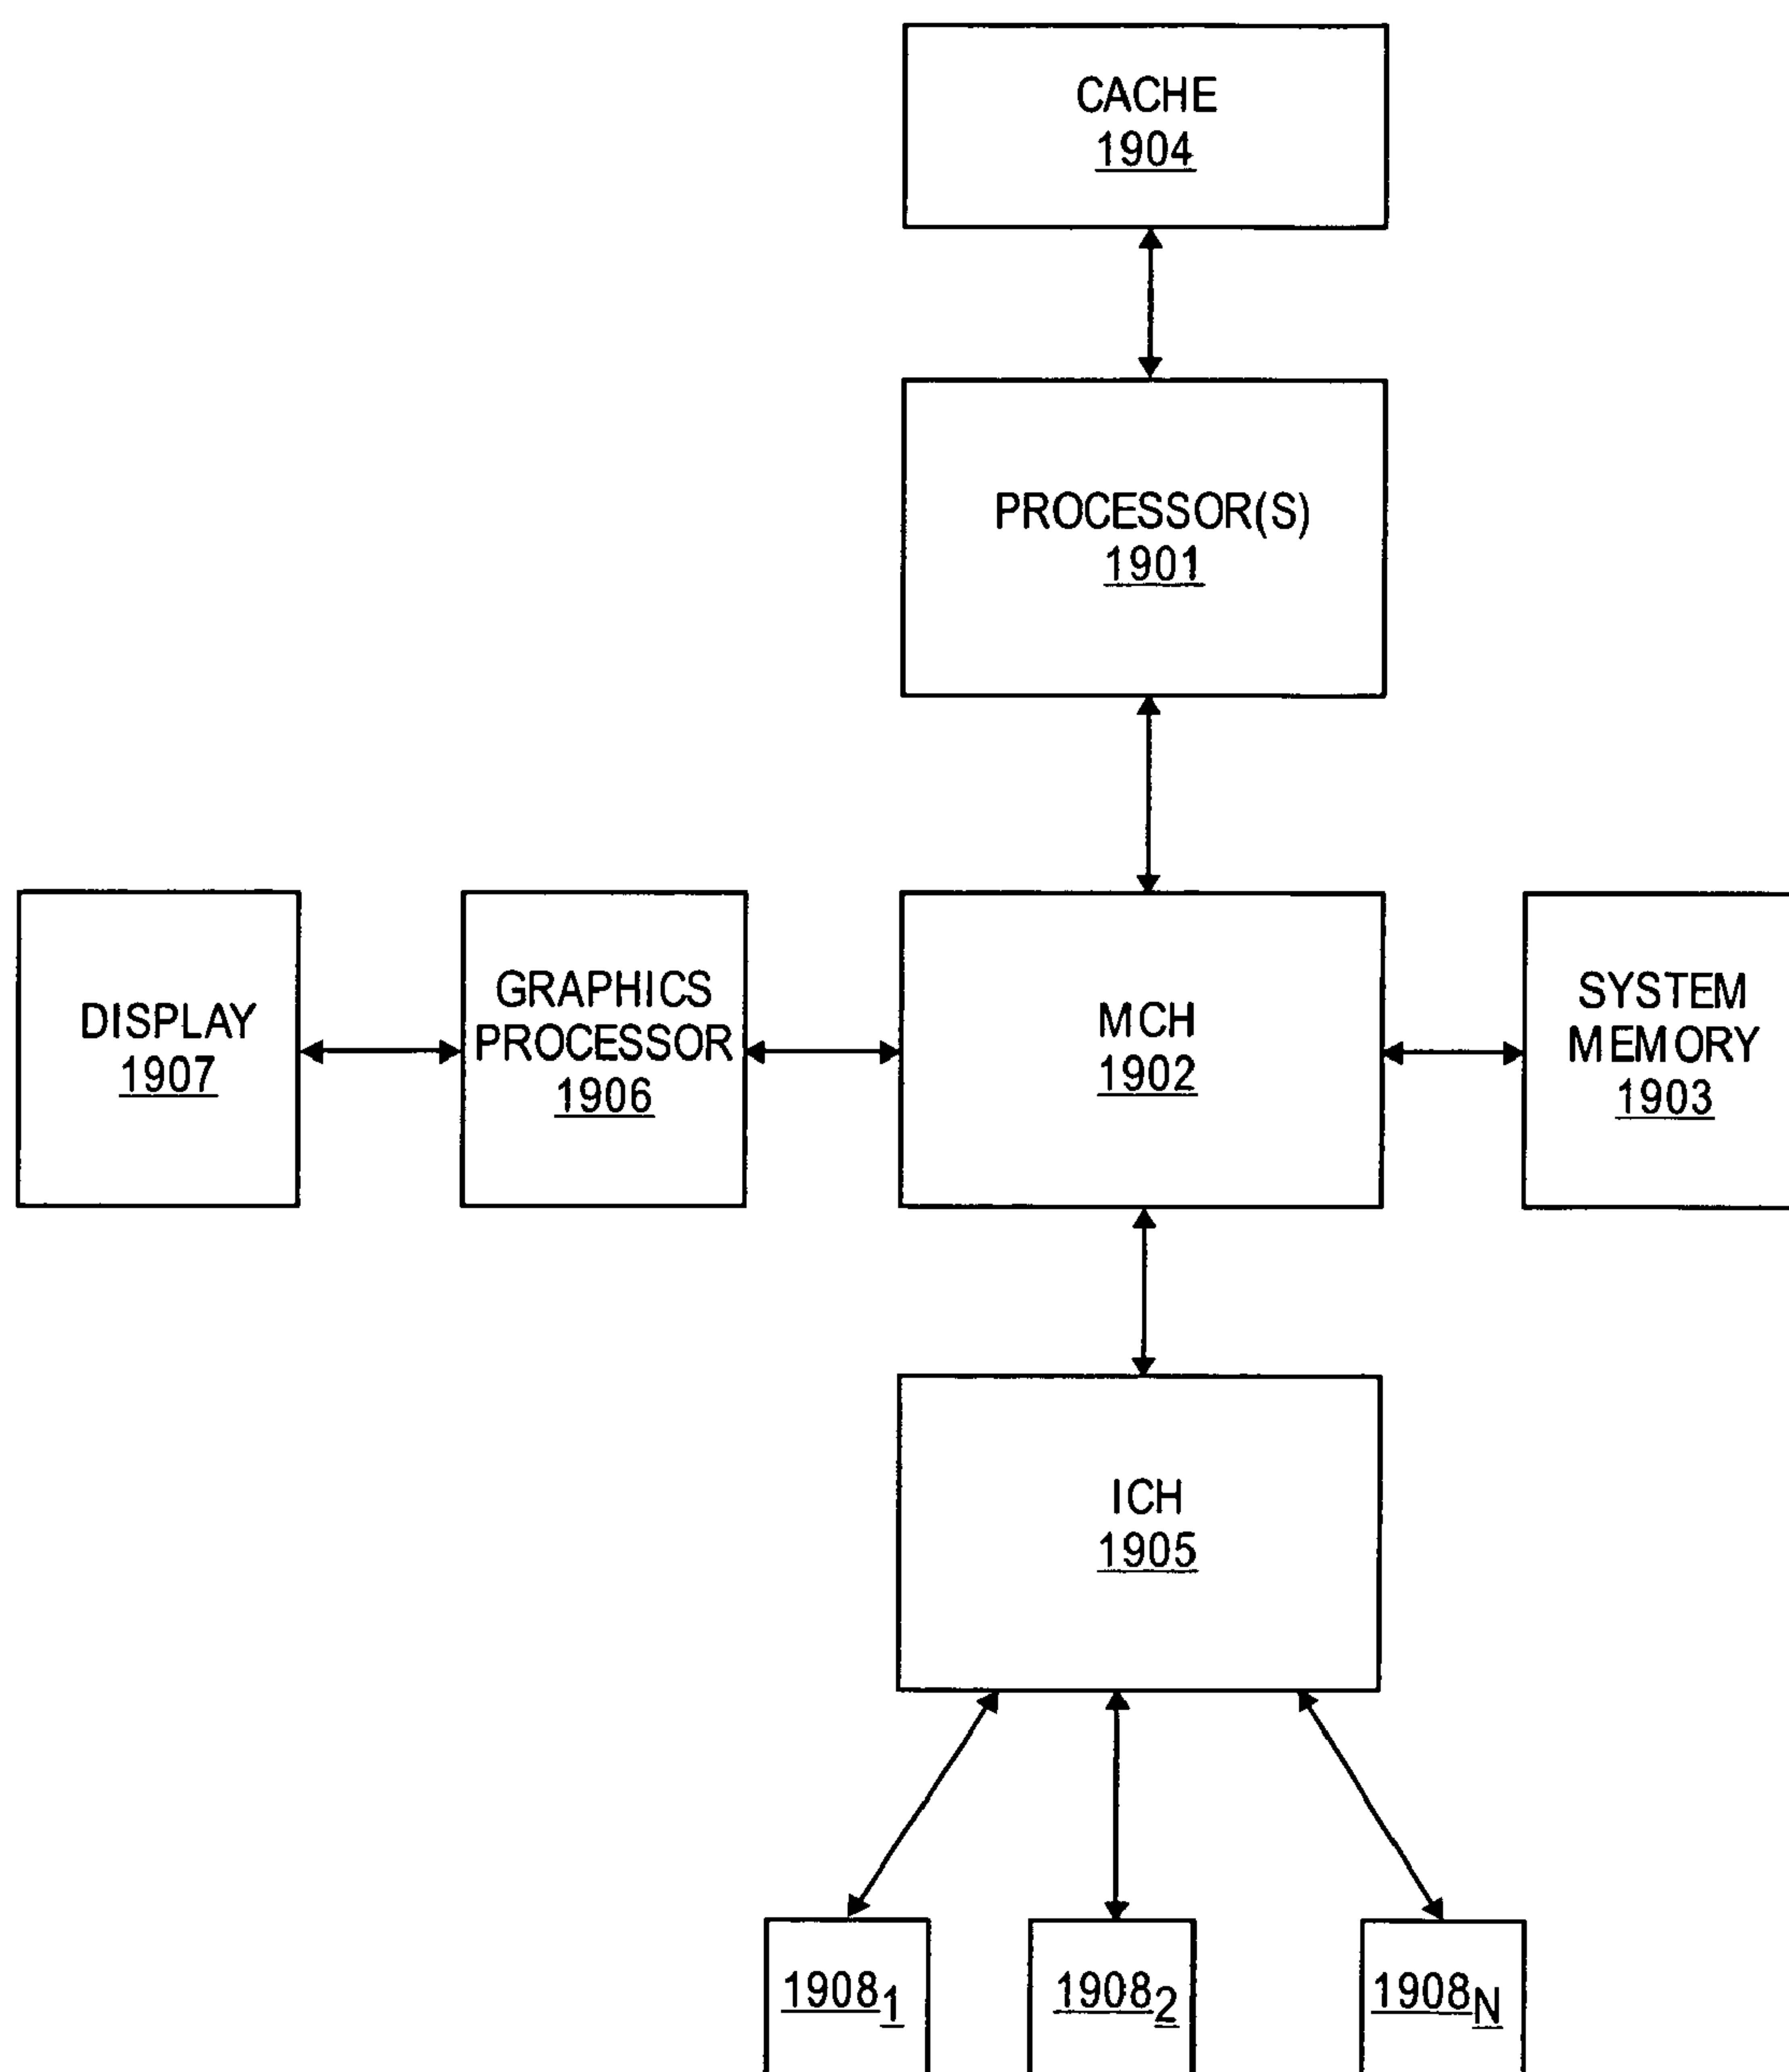 CACHE
1904
PROCESSOR(S)
1901
DISPLAY
1907
GRAPHICS
PROCESSOR
1906
MCH
1902
SYSTEM
MEMORY
1903
ICH
1905
1908₁
1908₂
1908N